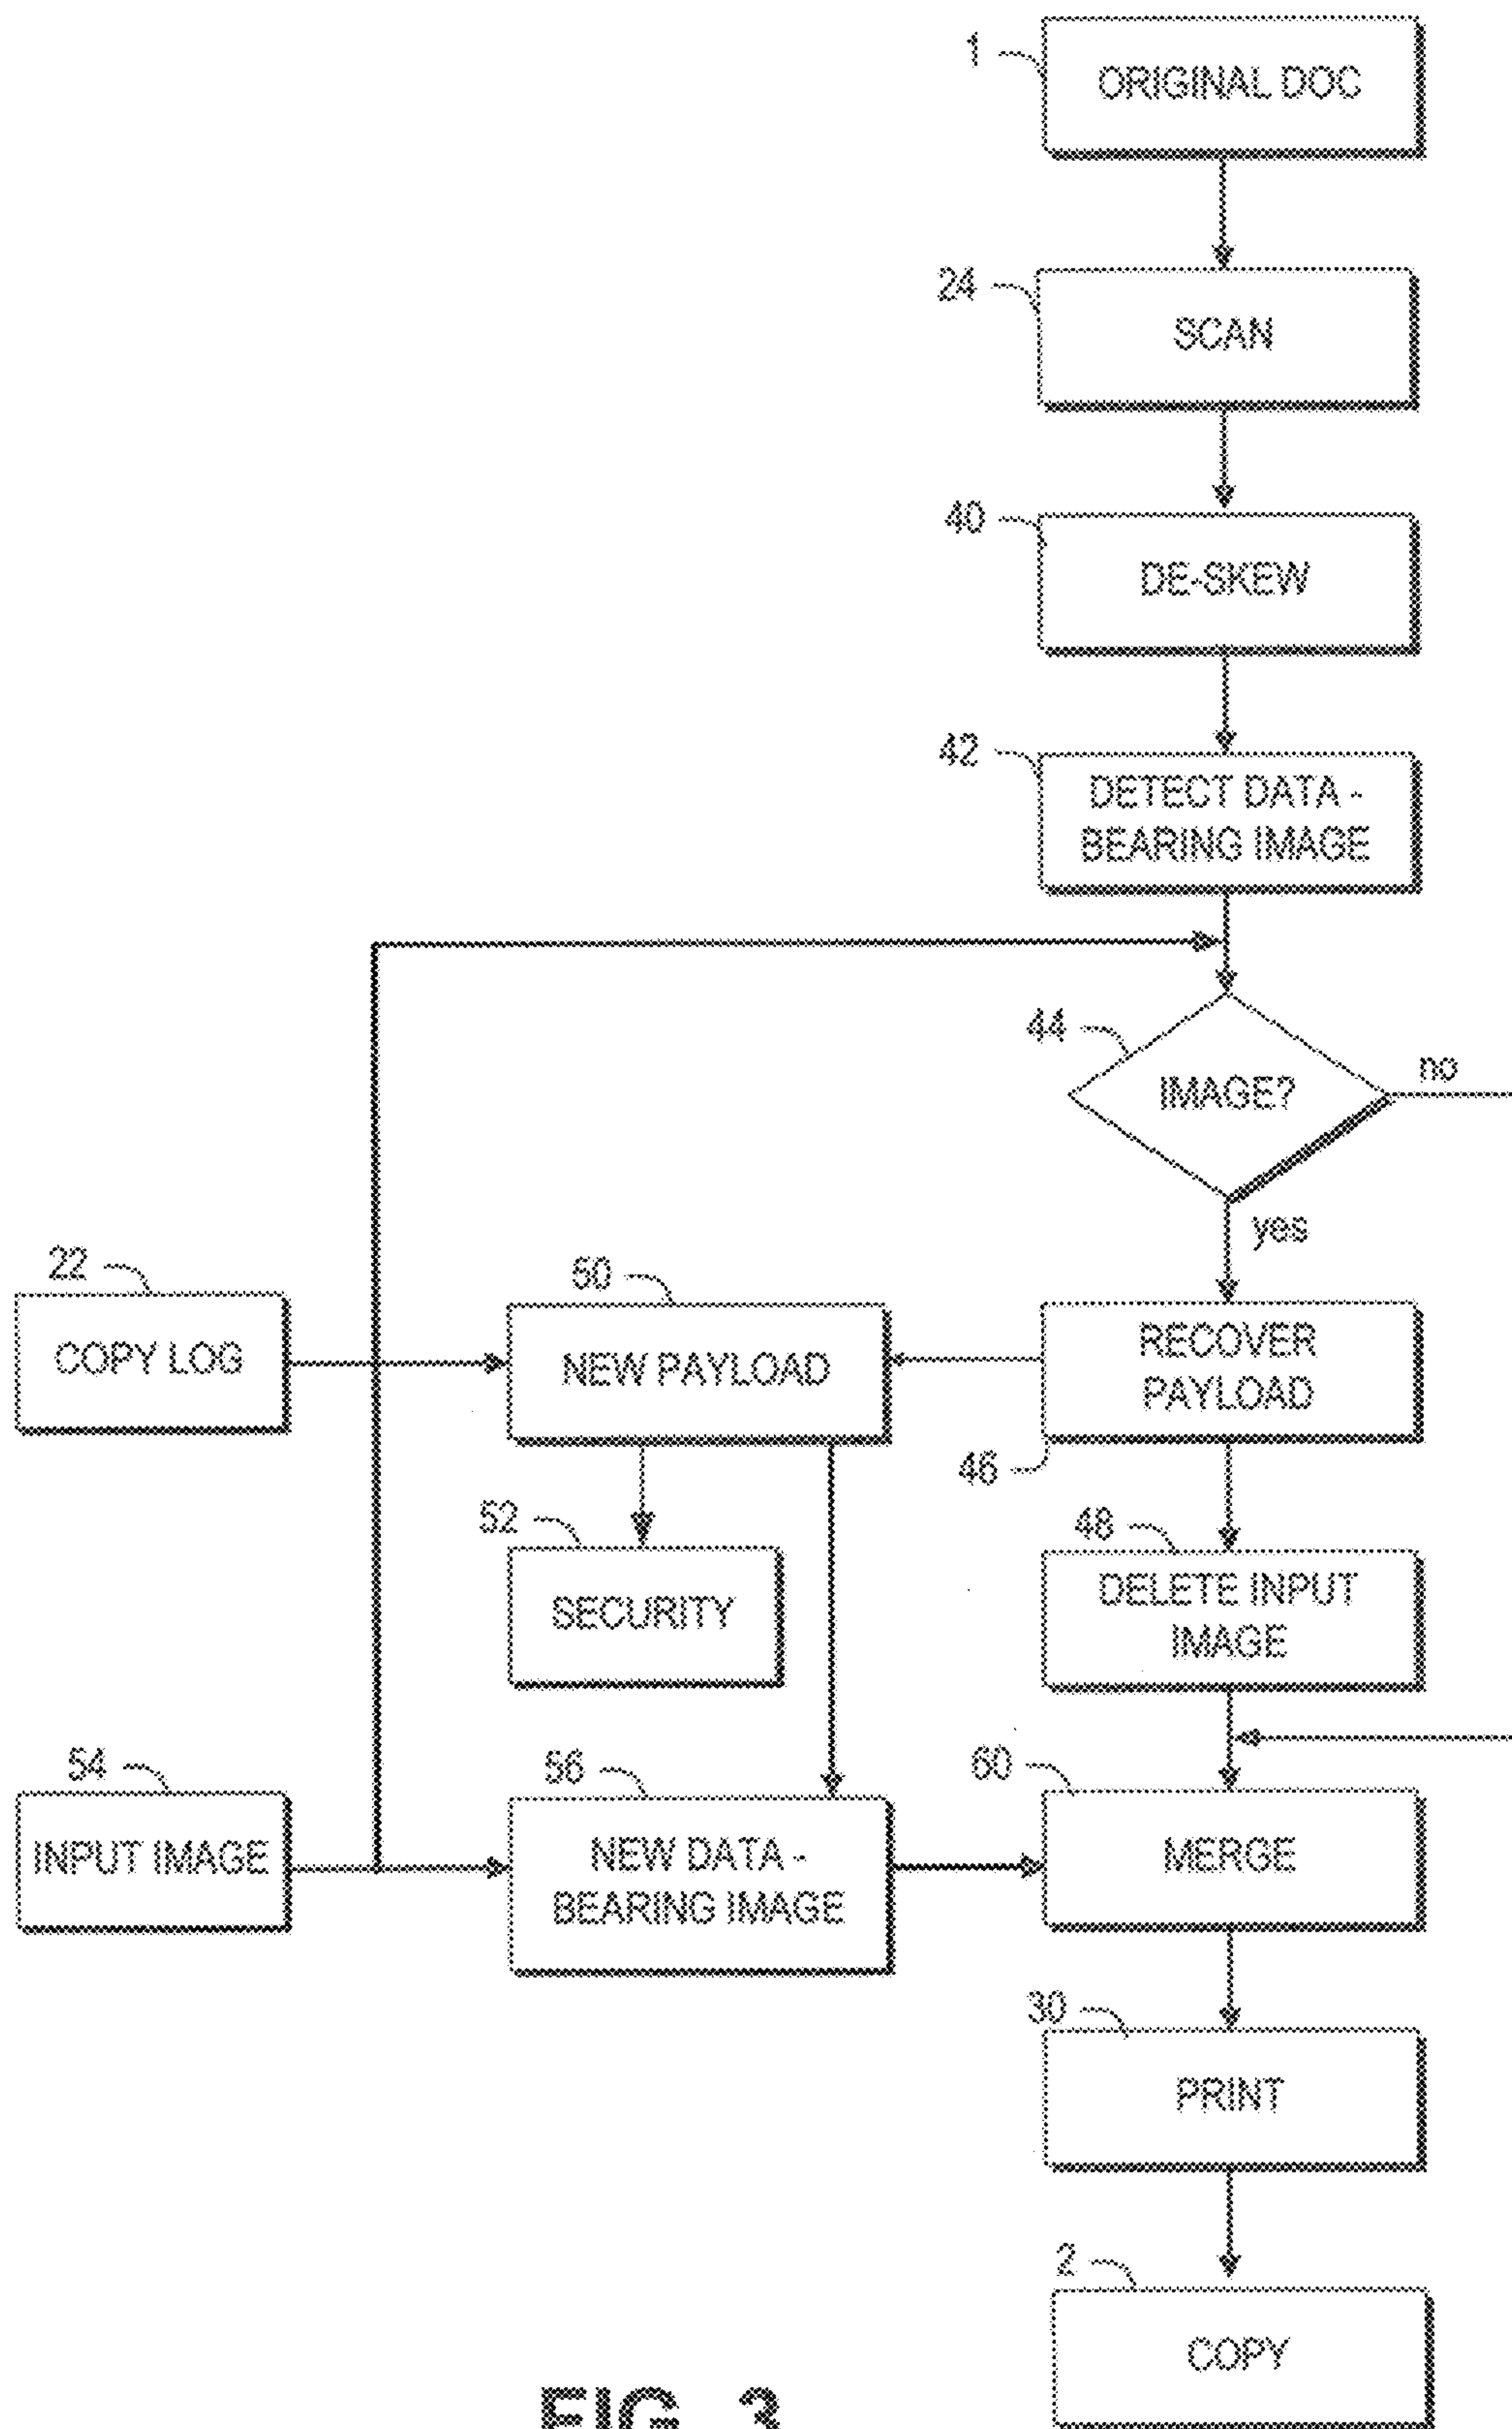 1
ORIGINAL DOC
24
SCAN
40
DE-SKEW
42
DETECT DATA -
BEARING IMAGE
44
IMAGE?
no
yes
22
COPY LOG
50
NEW PAYLOAD
RECOVER
PAYLOAD
46
52
SECURITY
48
DELETE INPUT
IMAGE
54
INPUT IMAGE
56
NEW DATA -
BEARING IMAGE
60
MERGE
30
PRINT
2
COPY
FIG. 3